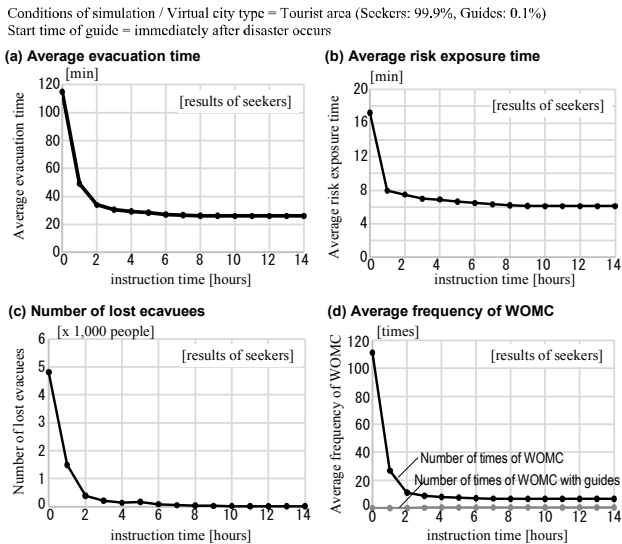 Conditions of simulation / Virtual city type = Tourist area (Seekers: 99.9%, Guides: 0.1%)
Start time of guide = immediately after disaster occurs
(a) Average evacuation time
[min]
[results of seekers]
Average evacuation time
120
100
80
60
40
20
0
0 2 4 6 8 10 12 14
instruction time [hours]
(b) Average risk exposure time
[min]
[results of seekers]
Average risk exposure time
20
16
12
8
4
0
0 2 4 6 8 10 12 14
instruction time [hours]
(c) Number of lost ecavuees
[x 1,000 people]
[results of seekers]
Number of lost evacuees
6
5
4
3
2
1
0
0 2 4 6 8 10 12 14
instruction time [hours]
(d) Average frequency of WOMC
[times]
[results of seekers]
Average frequency of WOMC
120
100
80
60
40
20
0
Number of times of WOMC
Number of times of WOMC with guides
0 2 4 6 8 10 12 14
instruction time [hours]